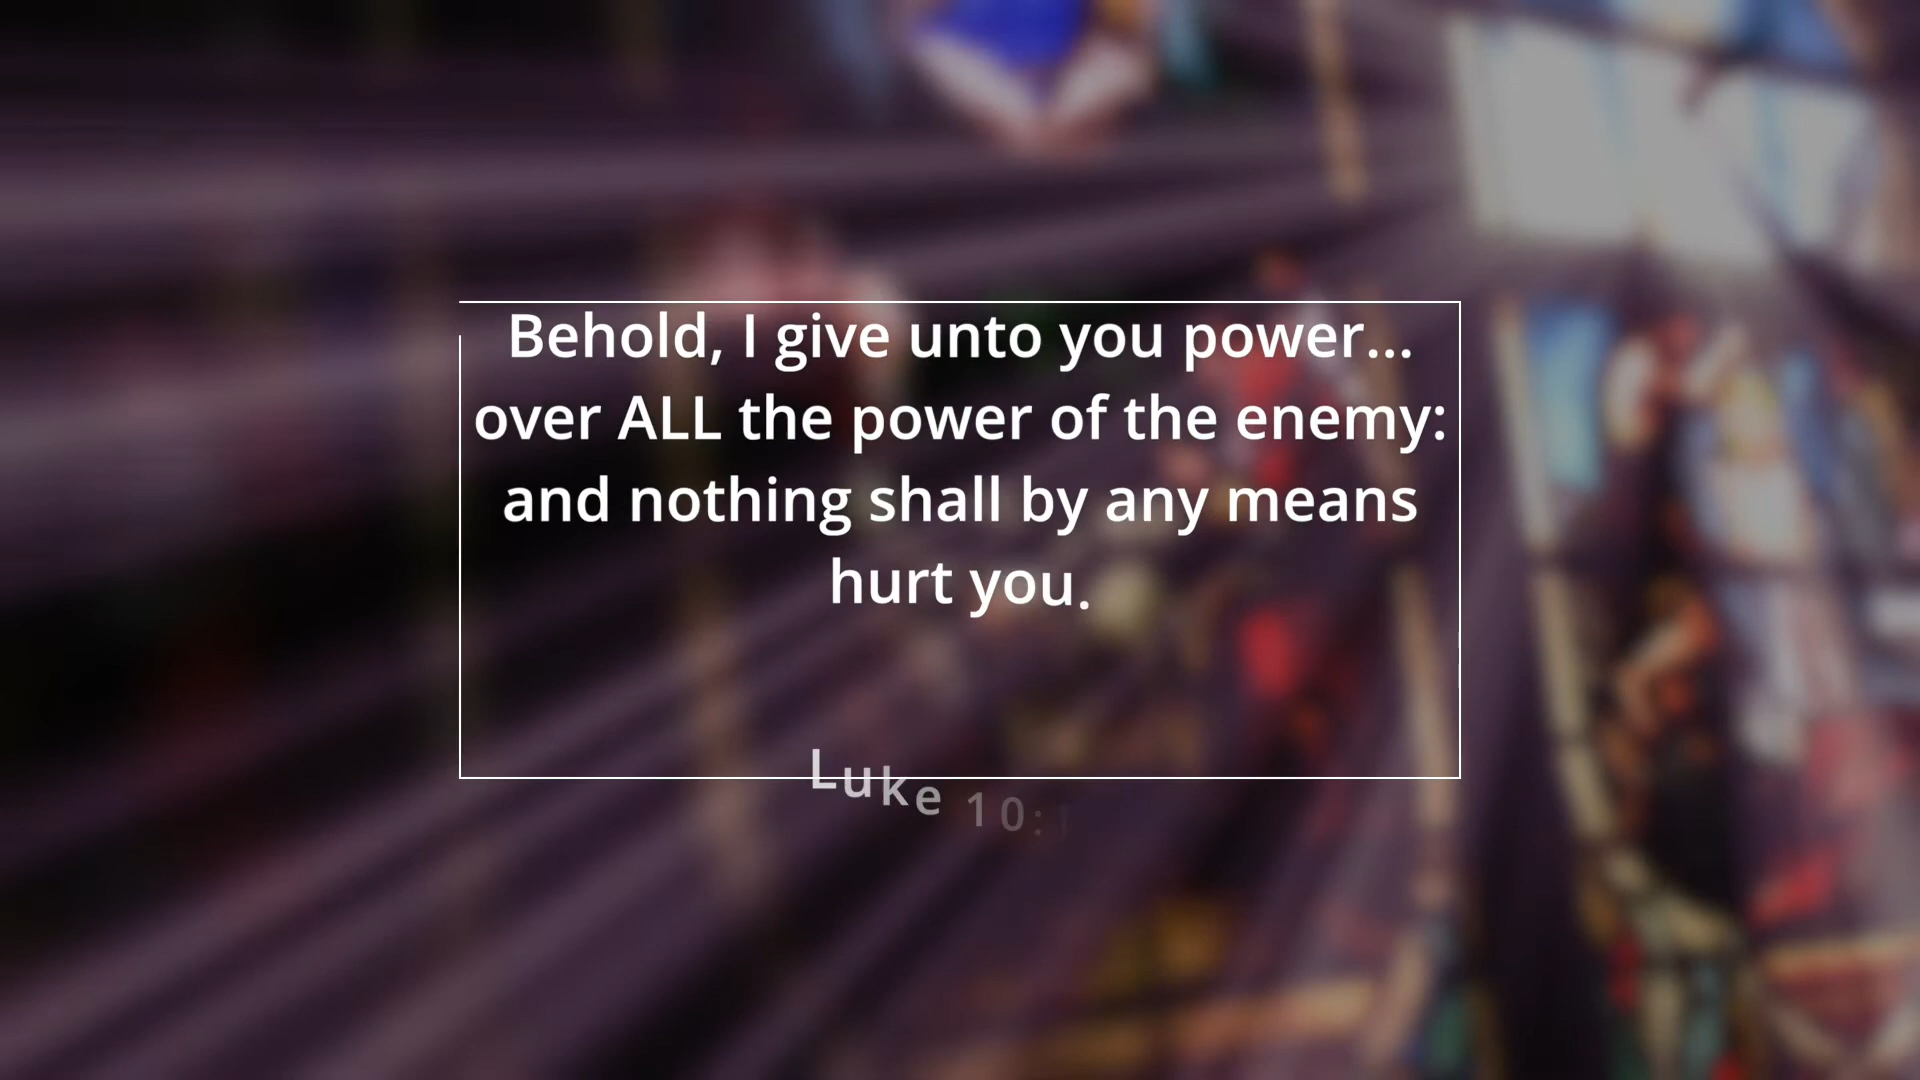 Behold, I give unto you power...
over ALL the power of the enemy:
and nothing shall by any means
hurt you.
Luke 10: